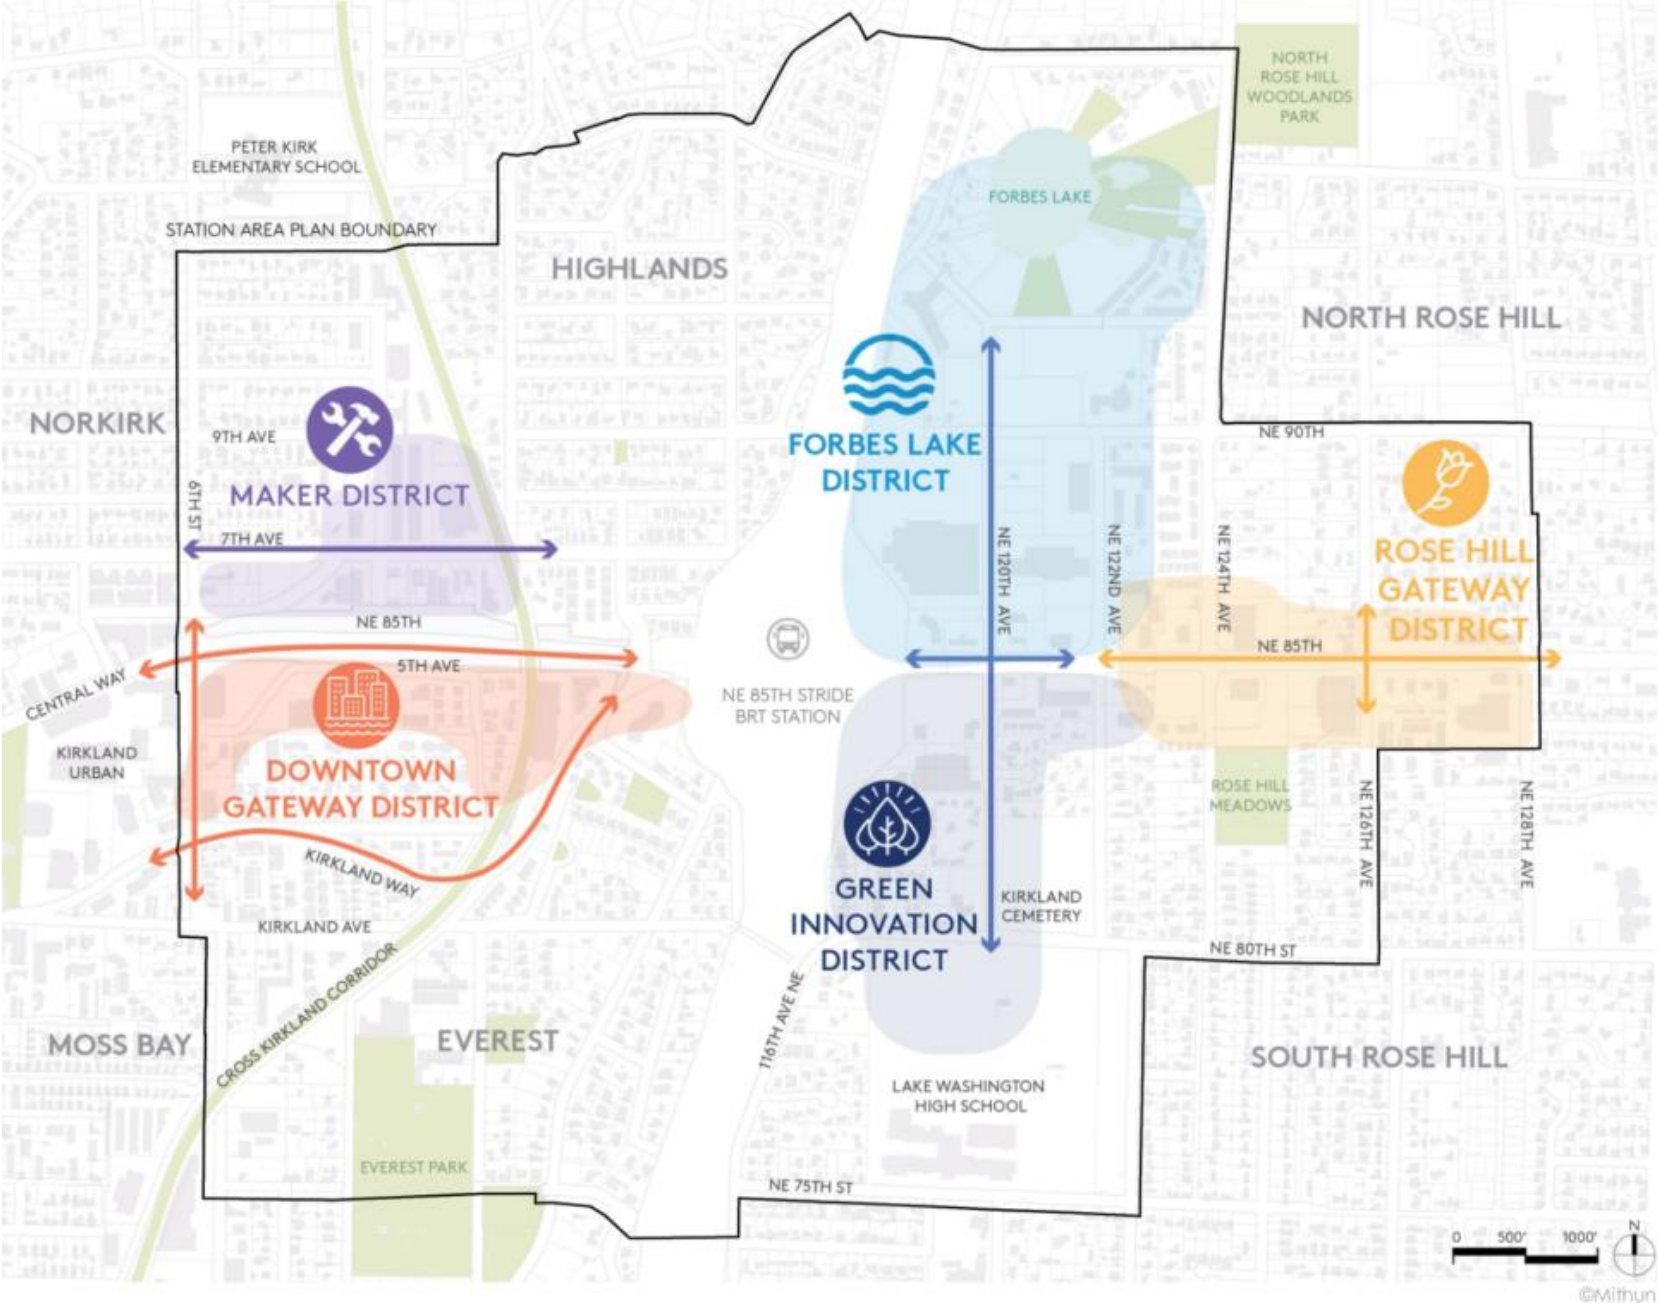 NORTH
ROSE HILL
WOODLANDS
PARK
PETER KIRK
ELEMENTARY SCHOOL
FORBES LAKE
STATION AREA PLAN BOUNDARY
HIGHLANDS
NORTH ROSE HILL
NORKIRK
9TH AVE
FORBES LAKE
DISTRICT
NE 90TH
MAKER DISTRICT
6TH ST
7TH AVE
NE 120TH AVE
NE 122ND AVE
NE 124TH AVE
ROSE HILL
GATEWAY
DISTRICT
NE 85TH
NE 85TH
5TH AVE
CENTRAL WAY
NE 85TH STRIDE
BRT STATION
KIRKLAND
URBAN
DOWNTOWN
GATEWAY DISTRICT
ROSE HILL
MEADOWS
NE 126TH AVE
NE 128TH AVE
KIRKLAND WAY
GREEN
INNOVATION
DISTRICT
KIRKLAND
CEMETERY
KIRKLAND AVE
NE 80TH ST
CROSS KIRKLAND CORRIDOR
116TH AVE NE
MOSS BAY
EVEREST
SOUTH ROSE HILL
LAKE WASHINGTON
HIGH SCHOOL
EVEREST PARK
NE 75TH ST
0 500' 1000'
N
©Mithun